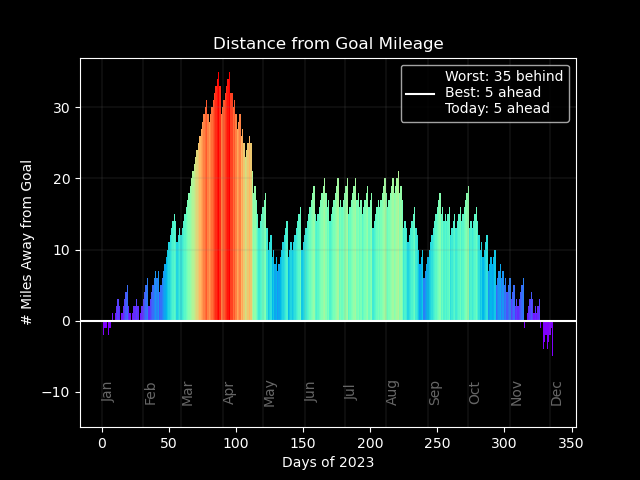 Distance from Goal Mileage
Worst: 35 behind
Best: 5 ahead
Today: 5 ahead
# Miles Away from Goal
30
20
10
0
−10
Jan
Feb
Mar
Apr
May
Jun
Jul
Aug
Sep
Oct
Nov
Dec
0
50
100
150
200
250
300
350
Days of 2023